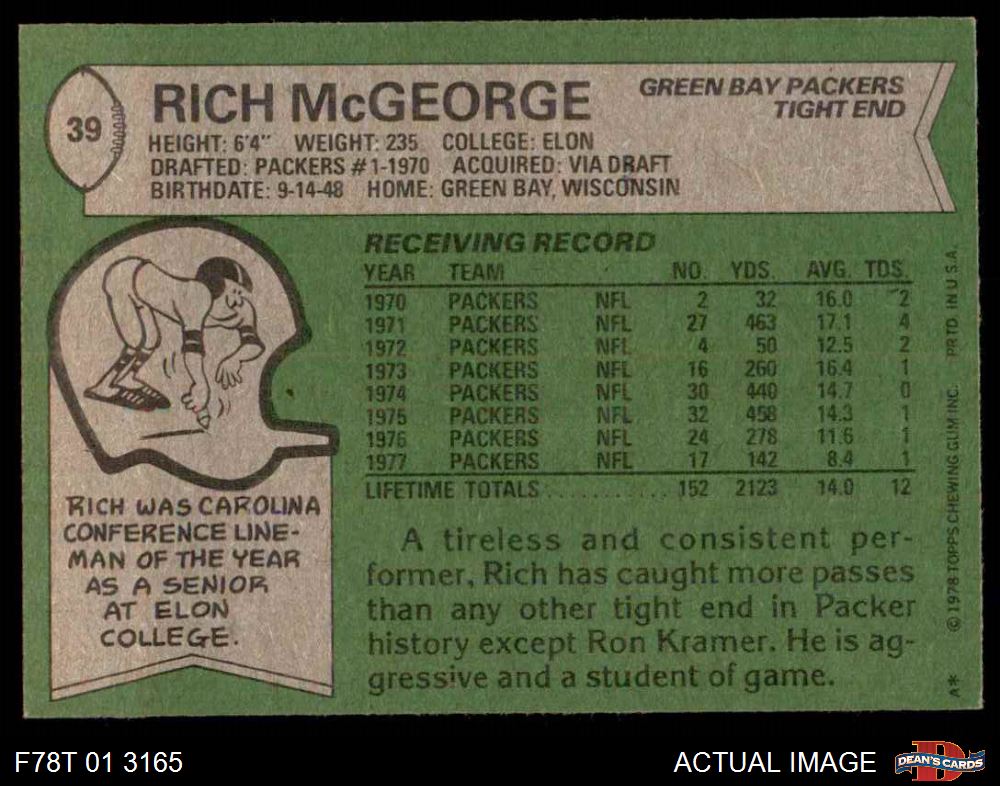 39
RICH McGEORGE
GREEN BAY PACKERS
TIGHT END
HEIGHT: 6'4" WEIGHT: 235 COLLEGE: ELON
DRAFTED: PACKERS #1-1970 ACQUIRED: VIA DRAFT
BIRTHDATE: 9-14-48 HOME: GREEN BAY, WISCONSIN
RECEIVING RECORD
YEAR TEAM NO. YDS. AVG. TDS.
1970 PACKERS NFL 2 32 16.0 2
1971 PACKERS NFL 27 463 17.1 4
1972 PACKERS NFL 4 50 12.5 2
1973 PACKERS NFL 16 260 16.4 1
1974 PACKERS NFL 30 440 14.7 0
1975 PACKERS NFL 32 458 14.3 1
1976 PACKERS NFL 24 278 11.6 1
1977 PACKERS NFL 17 142 8.4 1
LIFETIME TOTALS . . . . . . . . . . . 152 2123 14.0 12
RICH WAS CAROLINA
CONFERENCE LINE-
MAN OF THE YEAR
AS A SENIOR
AT ELON
COLLEGE.
A tireless and consistent per-
former, Rich has caught more passes
than any other tight end in Packer
history except Ron Kramer. He is ag-
gressive and a student of game.
A* © 1978 TOPPS CHEWING GUM INC. PRTD. IN U.S.A.
F78T 01 3165
ACTUAL IMAGE
D
DEAN'S CARDS